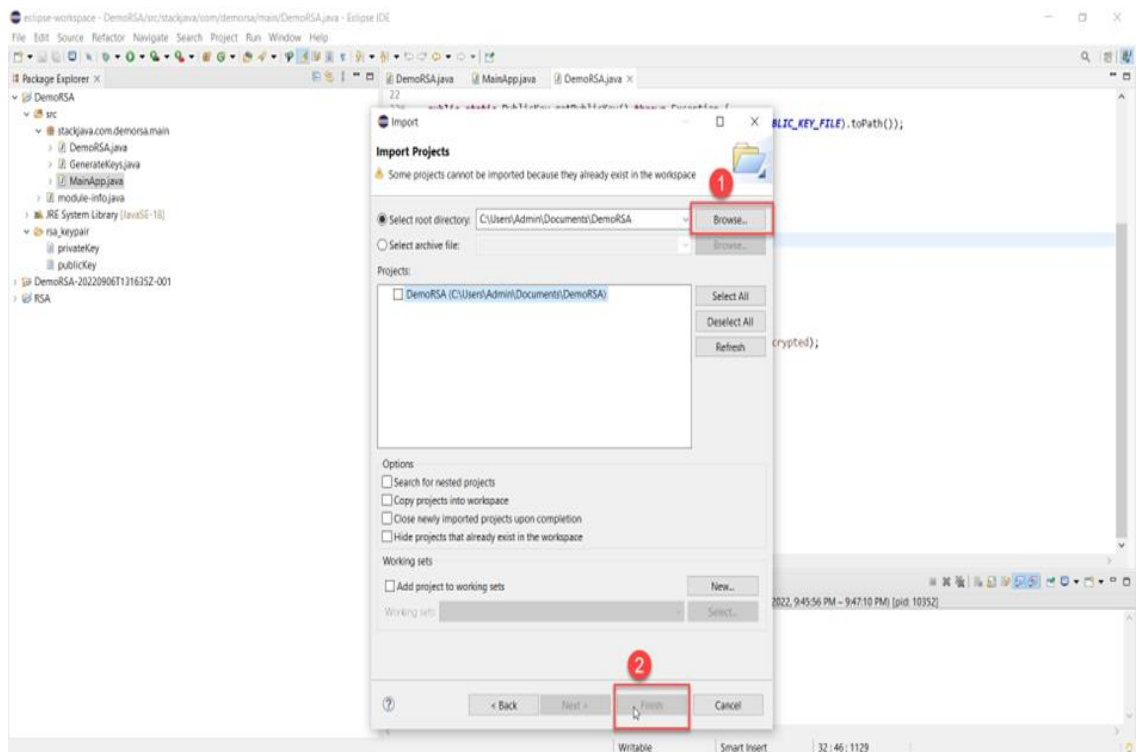 eclipse-workspace - DemoRSA/src/stackjava/com/demorsa/main/DemoRSA.java - Eclipse IDE
File Edit Source Refactor Navigate Search Project Run Window Help
Package Explorer
DemoRSA.java MainApp.java DemoRSA.java
DemoRSA
src
stackjava.com.demorsa.main
DemoRSA.java
GenerateKeys.java
MainApp.java
module-info.java
JRE System Library [JavaSE-18]
rsa_keypair
privateKey
publicKey
DemoRSA-20220906T131635Z-001
RSA
22
BLIC_KEY_FILE).toPath());
crypted);
Import
Import Projects
Some projects cannot be imported because they already exist in the workspace
1
Select root directory: C:\Users\Admin\Documents\DemoRSA Browse...
Select archive file: Browse...
Projects:
DemoRSA (C:\Users\Admin\Documents\DemoRSA)
Select All
Deselect All
Refresh
Options
Search for nested projects
Copy projects into workspace
Close newly imported projects upon completion
Hide projects that already exist in the workspace
Working sets
Add project to working sets New...
Working sets: Select...
2022, 9:45:56 PM – 9:47:10 PM) [pid: 10352]
2
< Back Next > Finish Cancel
Writable Smart Insert 32 : 46 : 1129